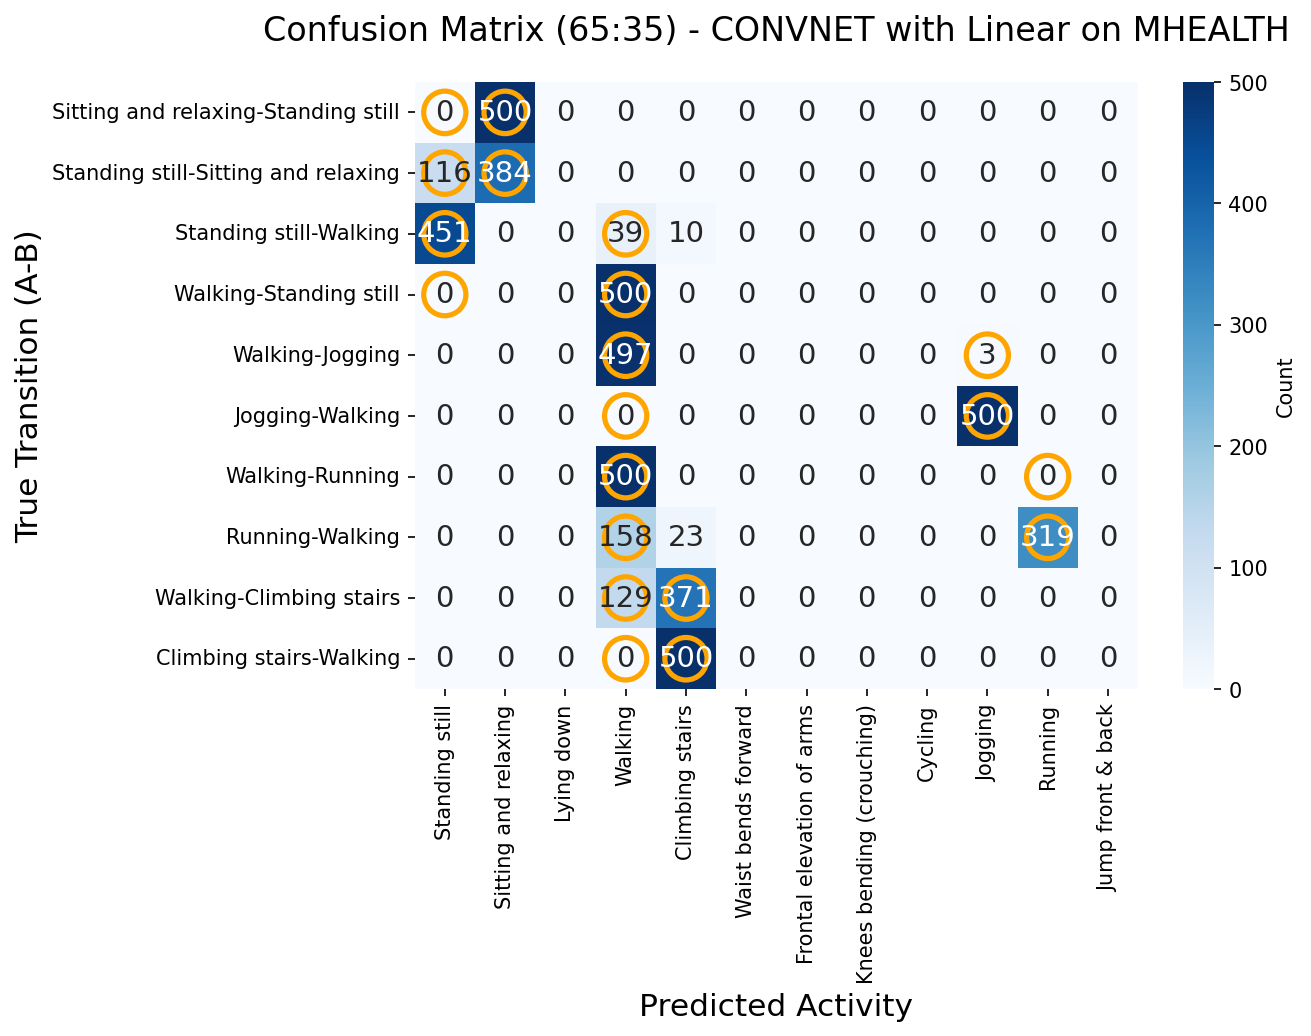 Confusion Matrix (65:35) - CONVNET with Linear on MHEALTH
True Transition (A-B)
Sitting and relaxing-Standing still 0 500 0 0 0 0 0 0 0 0 0 0
Standing still-Sitting and relaxing 116 384 0 0 0 0 0 0 0 0 0 0
Standing still-Walking 451 0 0 39 10 0 0 0 0 0 0 0
Walking-Standing still 0 0 0 500 0 0 0 0 0 0 0 0
Walking-Jogging 0 0 0 497 0 0 0 0 0 3 0 0
Jogging-Walking 0 0 0 0 0 0 0 0 0 500 0 0
Walking-Running 0 0 0 500 0 0 0 0 0 0 0 0
Running-Walking 0 0 0 158 23 0 0 0 0 0 319 0
Walking-Climbing stairs 0 0 0 129 371 0 0 0 0 0 0 0
Climbing stairs-Walking 0 0 0 0 500 0 0 0 0 0 0 0
Standing still
Sitting and relaxing
Lying down
Walking
Climbing stairs
Waist bends forward
Frontal elevation of arms
Knees bending (crouching)
Cycling
Jogging
Running
Jump front & back
Predicted Activity
500
400
300
200
100
0
Count